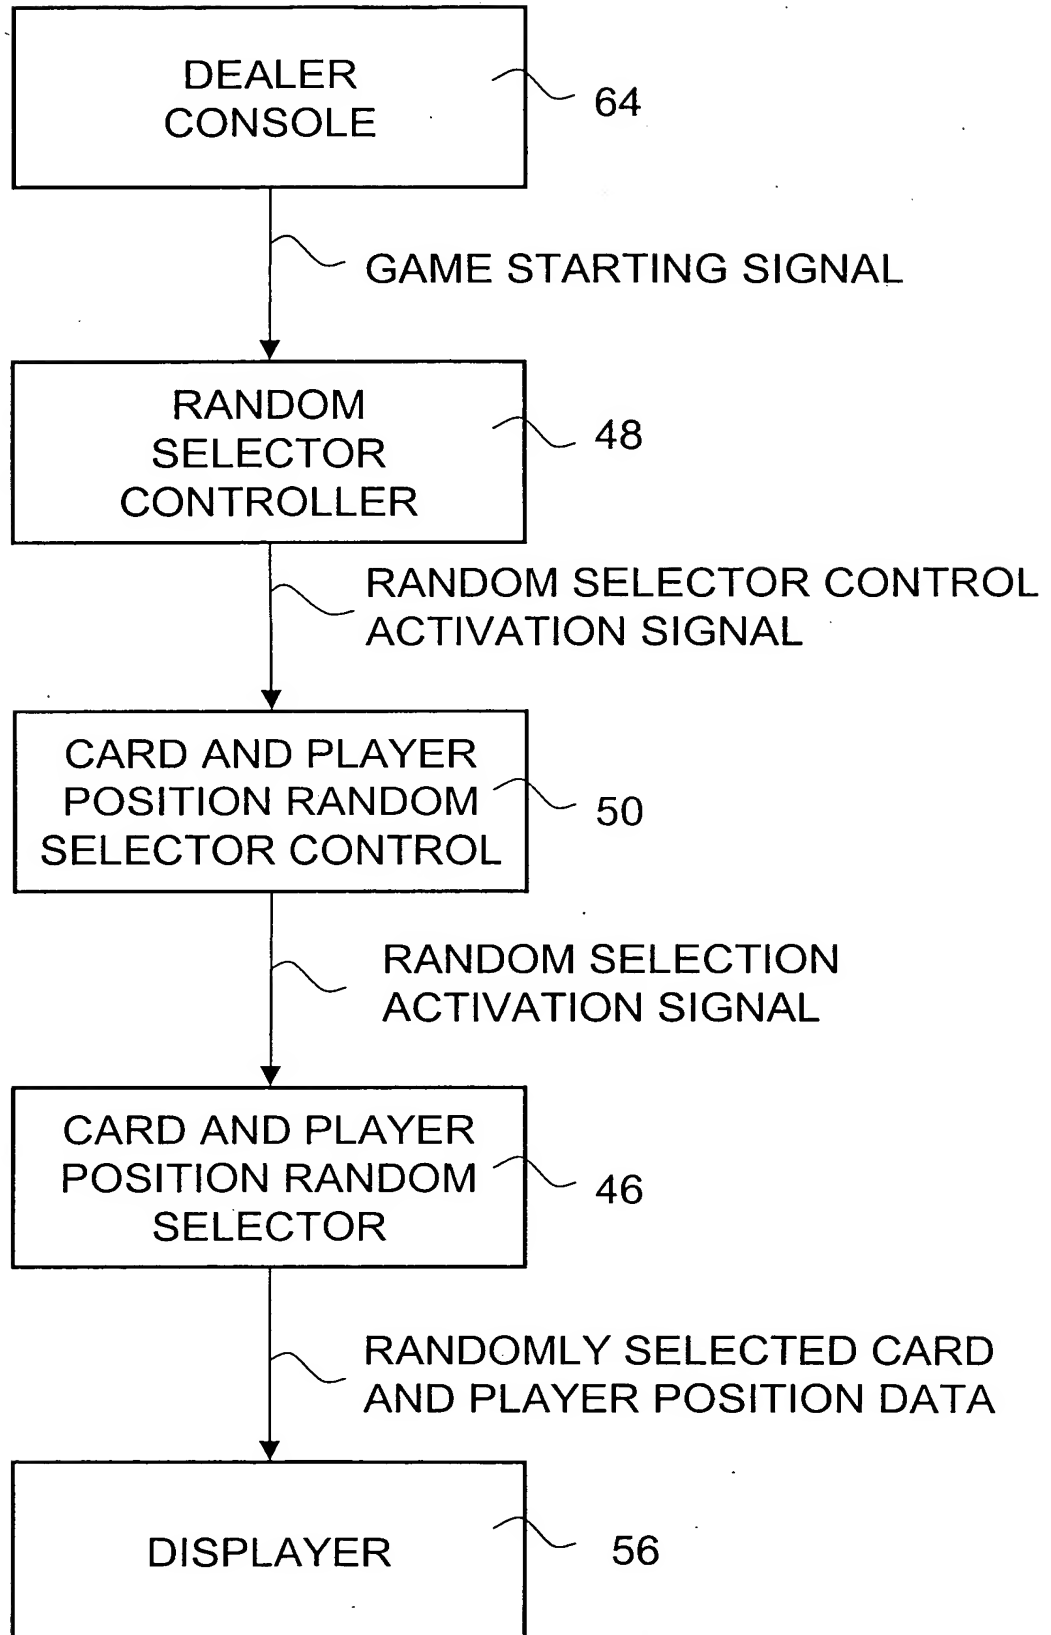 DEALER
CONSOLE
64
GAME STARTING SIGNAL
RANDOM
SELECTOR
CONTROLLER
48
RANDOM SELECTOR CONTROL
ACTIVATION SIGNAL
CARD AND PLAYER
POSITION RANDOM
SELECTOR CONTROL
50
RANDOM SELECTION
ACTIVATION SIGNAL
CARD AND PLAYER
POSITION RANDOM
SELECTOR
46
RANDOMLY SELECTED CARD
AND PLAYER POSITION DATA
DISPLAYER
56